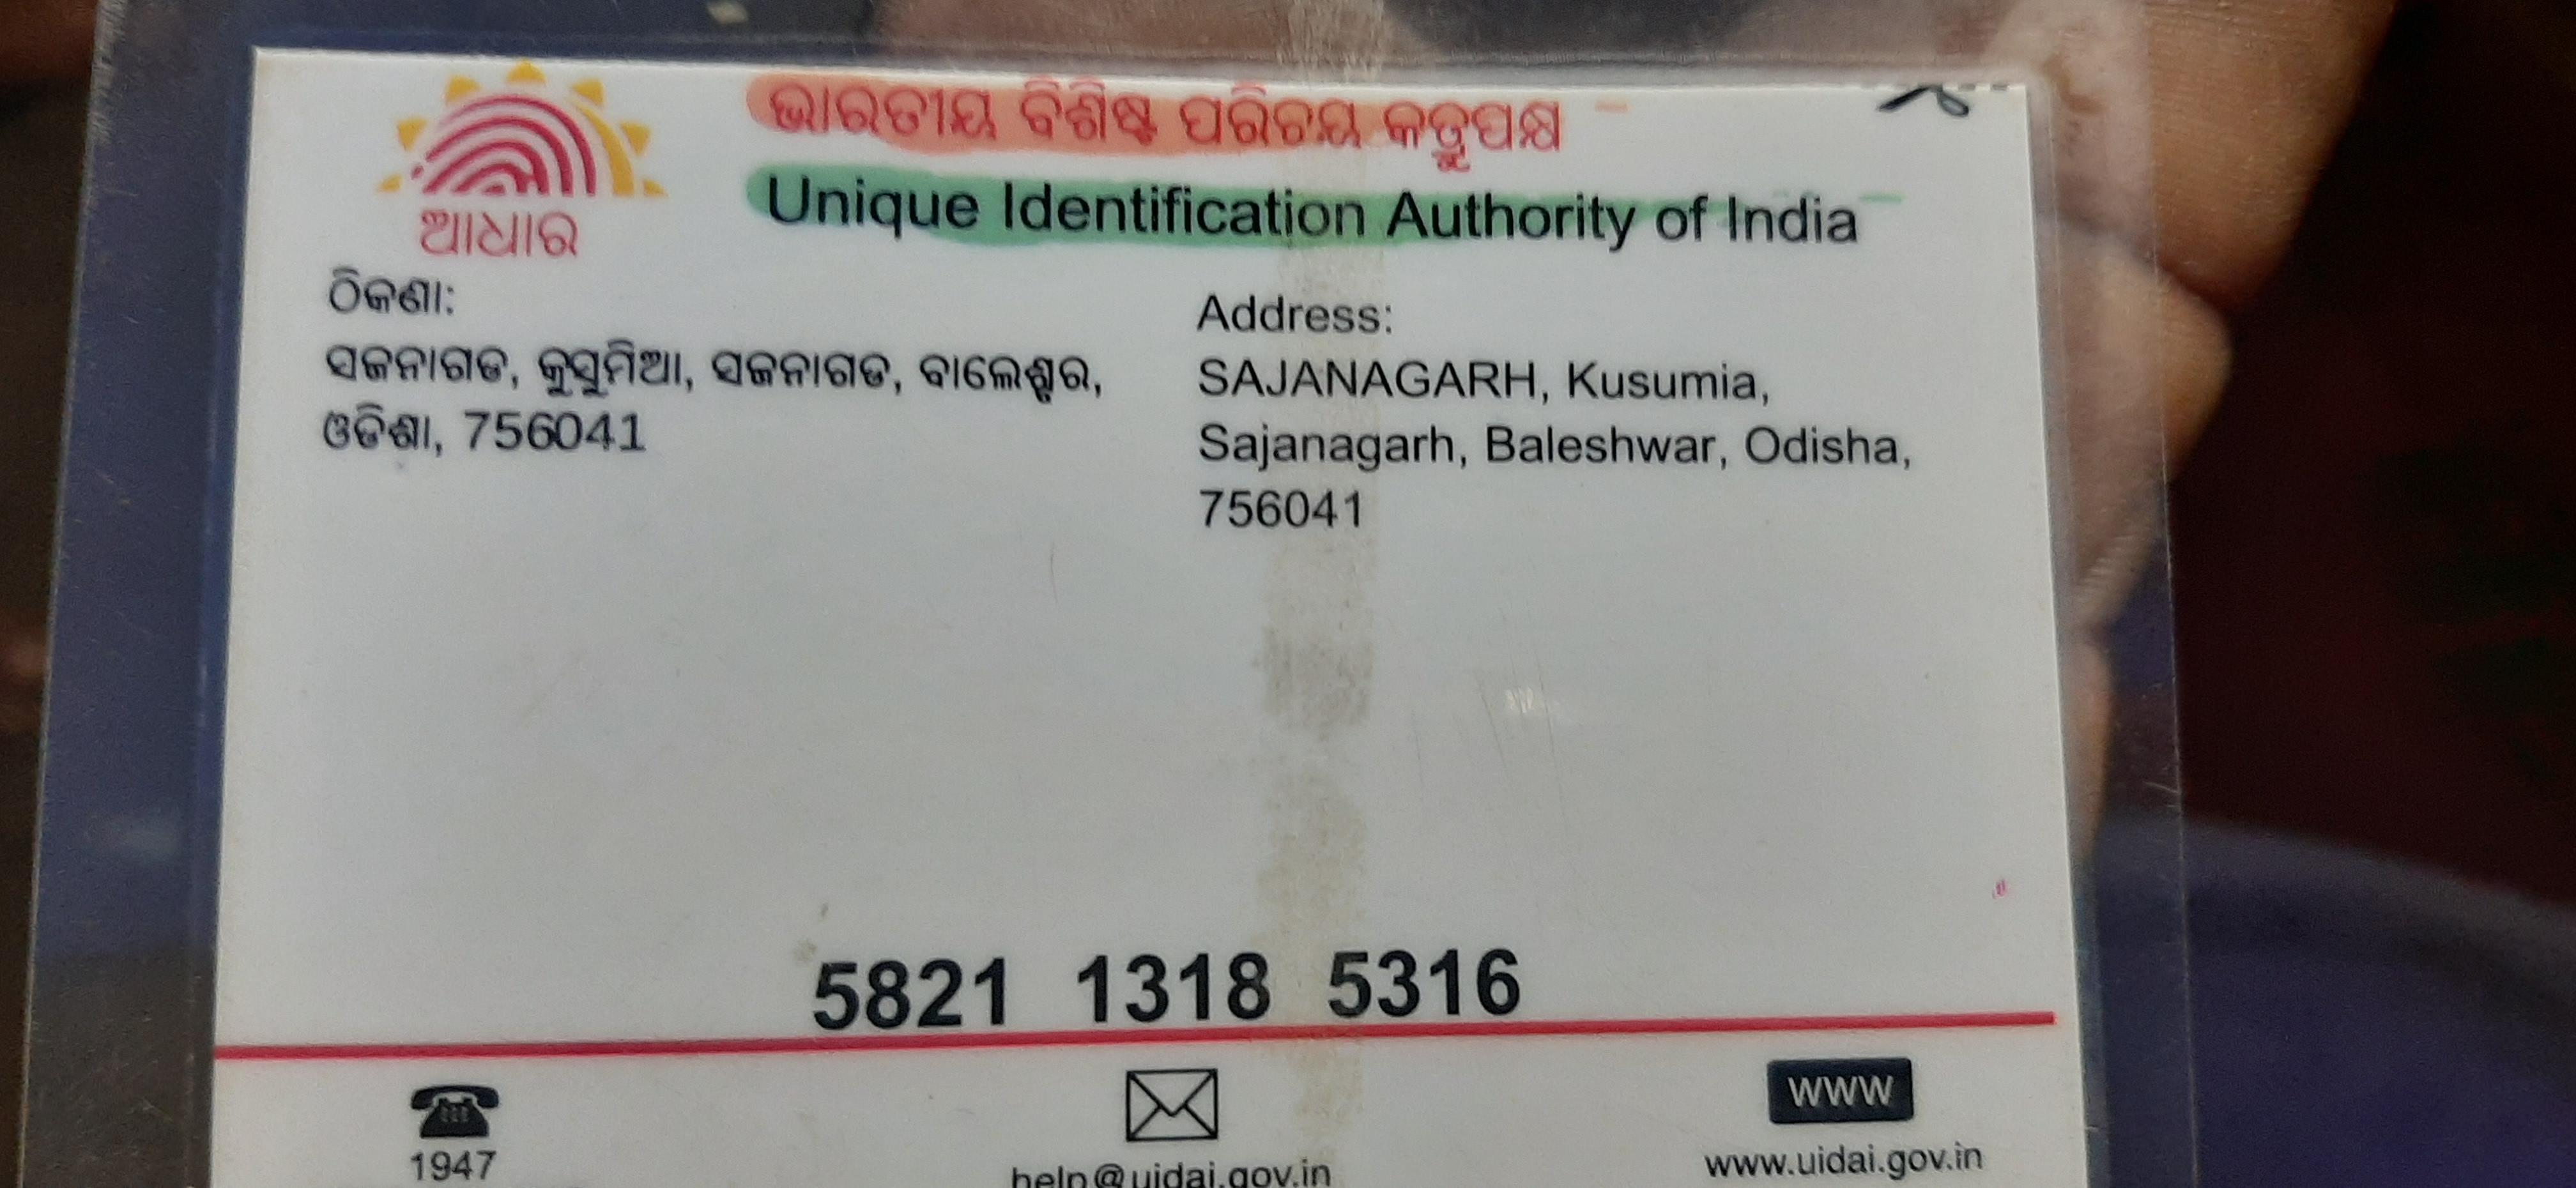 ଭାରତୀୟ ବିଶିଷ୍ଟ ପରିଚୟ କର୍ତ୍ତୃପକ୍ଷ
Unique Identification Authority of India
ଆଧାର
ଠିକଣା:
ସଜନାଗଡ, କୁସୁମିଆ, ସଜନାଗଡ, ବାଲେଶ୍ଵର,
ଓଡିଶା, 756041
Address:
SAJANAGARH, Kusumia,
Sajanagarh, Baleshwar, Odisha,
756041
5821 1318 5316
1947
help@uidai.gov.in
www
www.uidai.gov.in